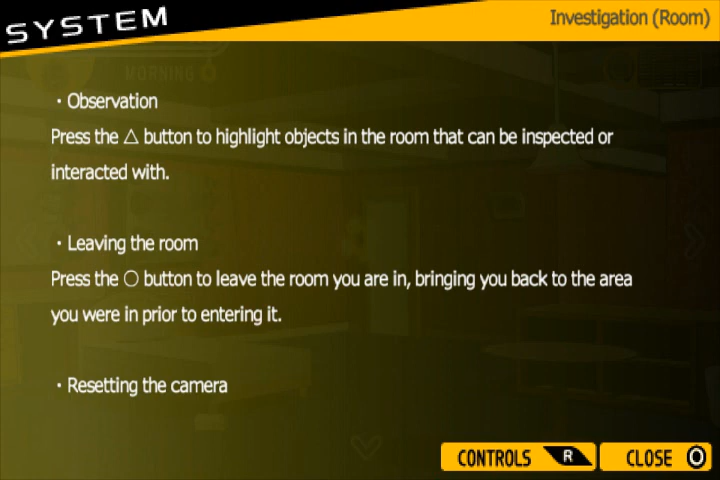 SYSTEM
Investigation (Room)
MORNING
・Observation
Press the △ button to highlight objects in the room that can be inspected or
interacted with.
・Leaving the room
Press the ○ button to leave the room you are in, bringing you back to the area
you were in prior to entering it.
・Resetting the camera
CONTROLS R
CLOSE O